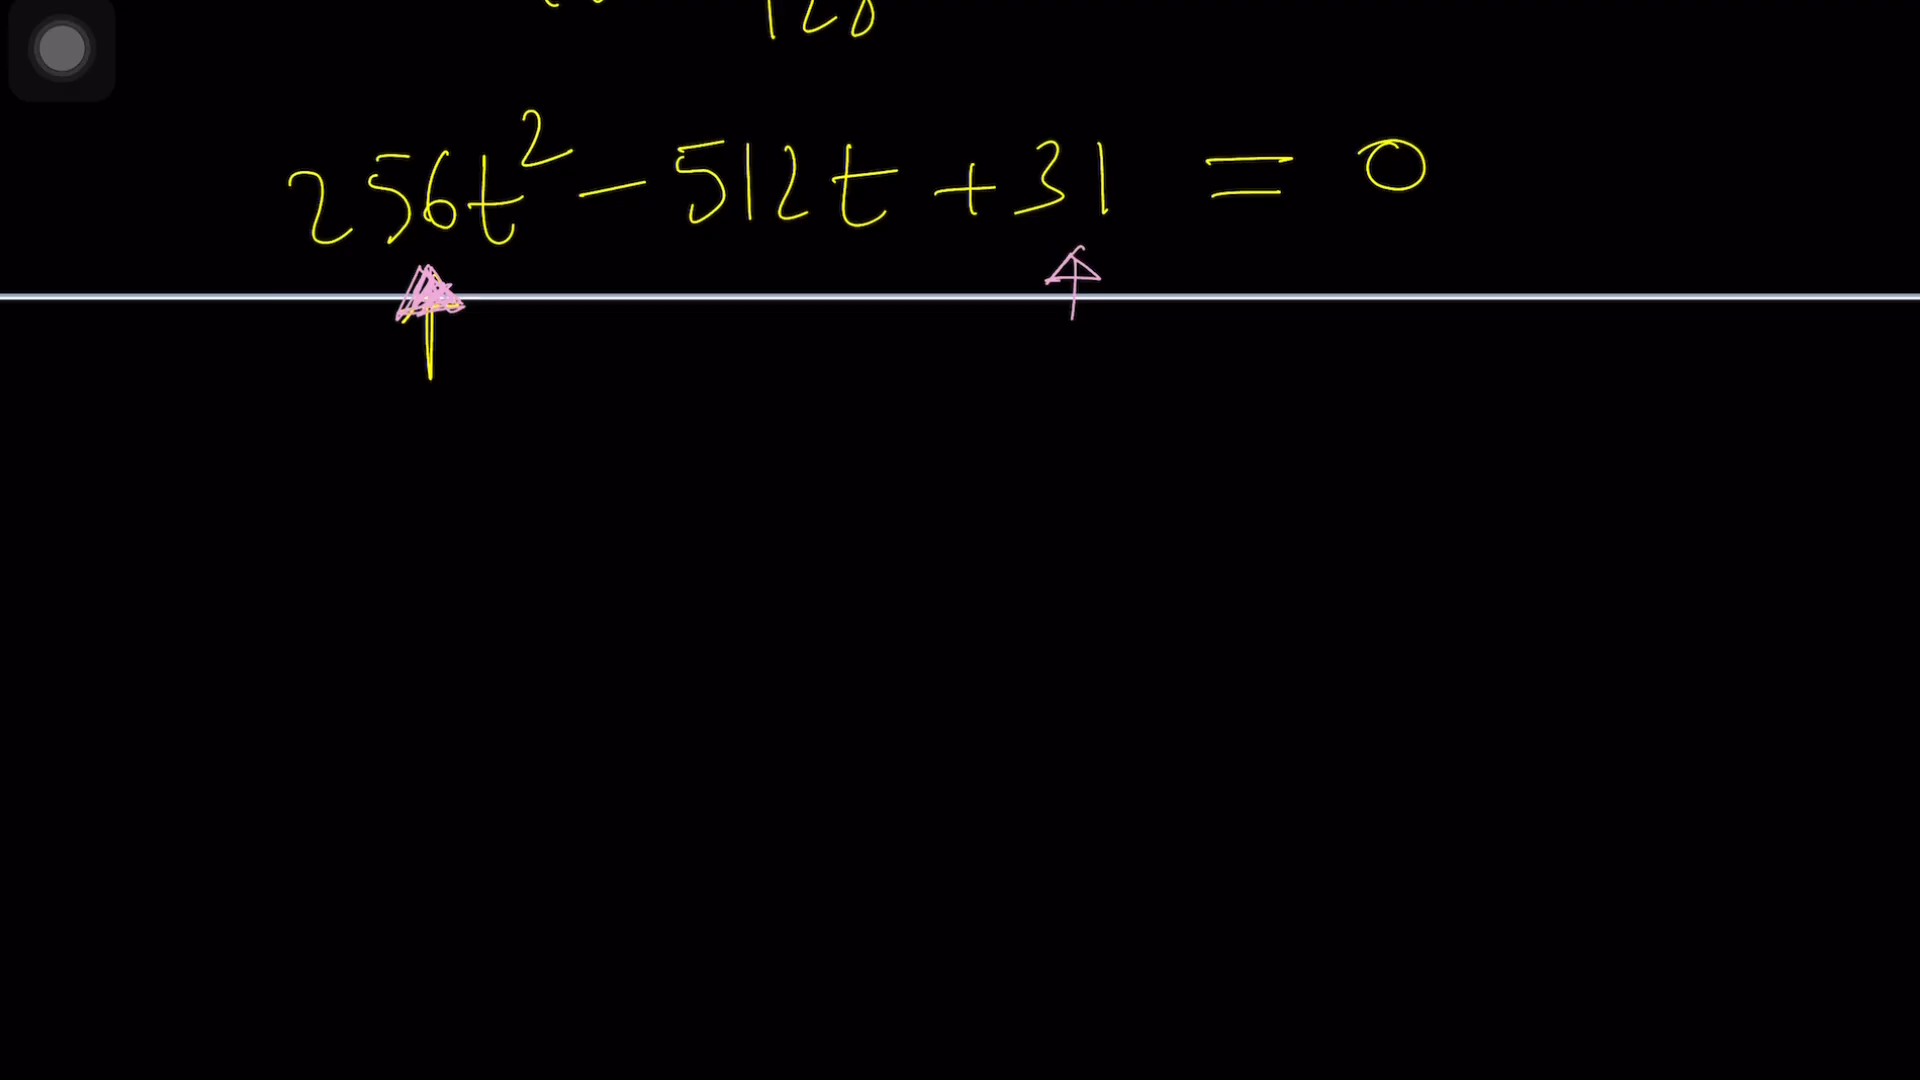 256t² - 512t + 31 = 0